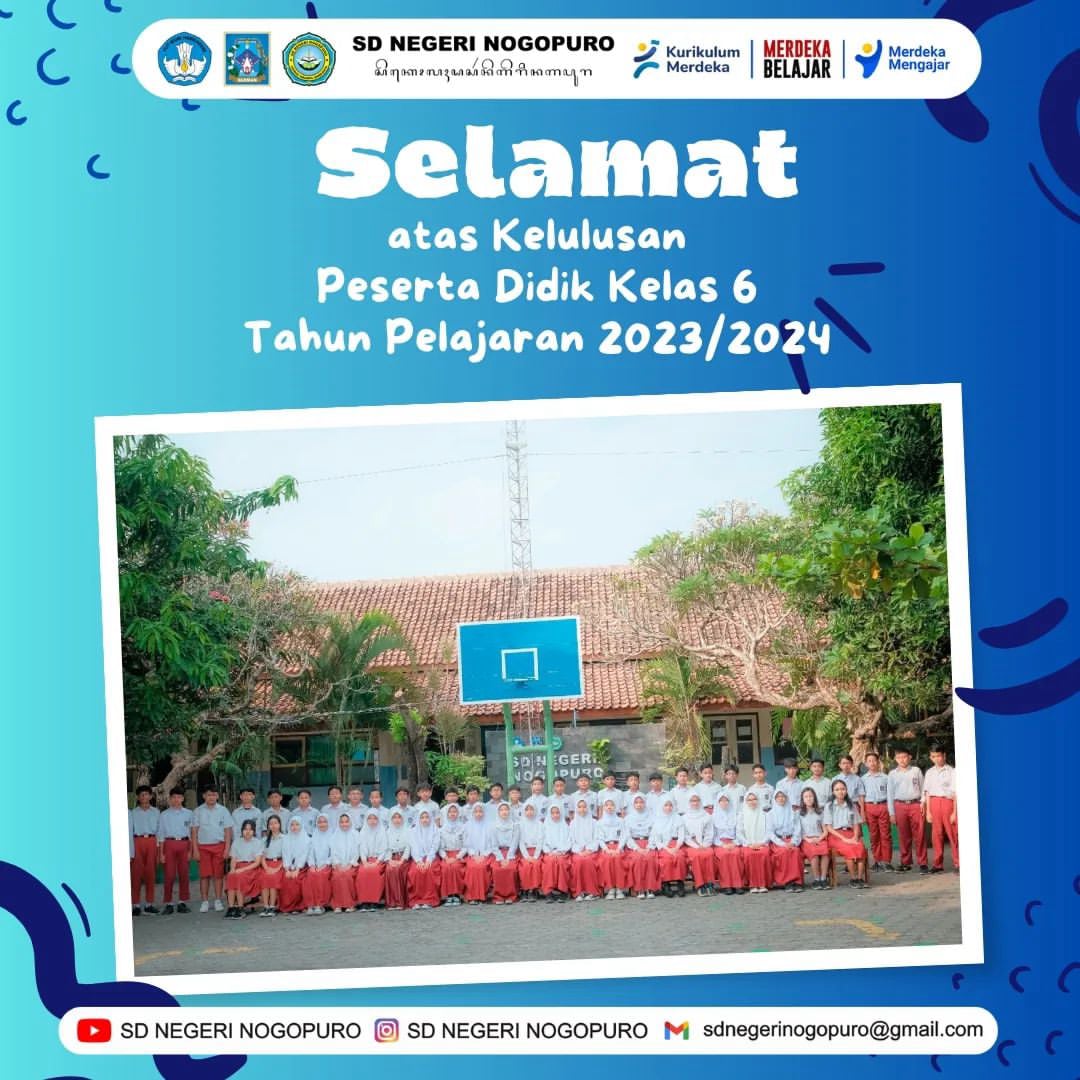 SD NEGERI NOGOPURO
Kurikulum
Merdeka
MERDEKA
BELAJAR
Merdeka
Mengajar
Selamat
atas Kelulusan
Peserta Didik Kelas 6
Tahun Pelajaran 2023/2024
SD NEGERI
NOGOPURO
SD NEGERI NOGOPURO
SD NEGERI NOGOPURO
sdnegerinogopuro@gmail.com